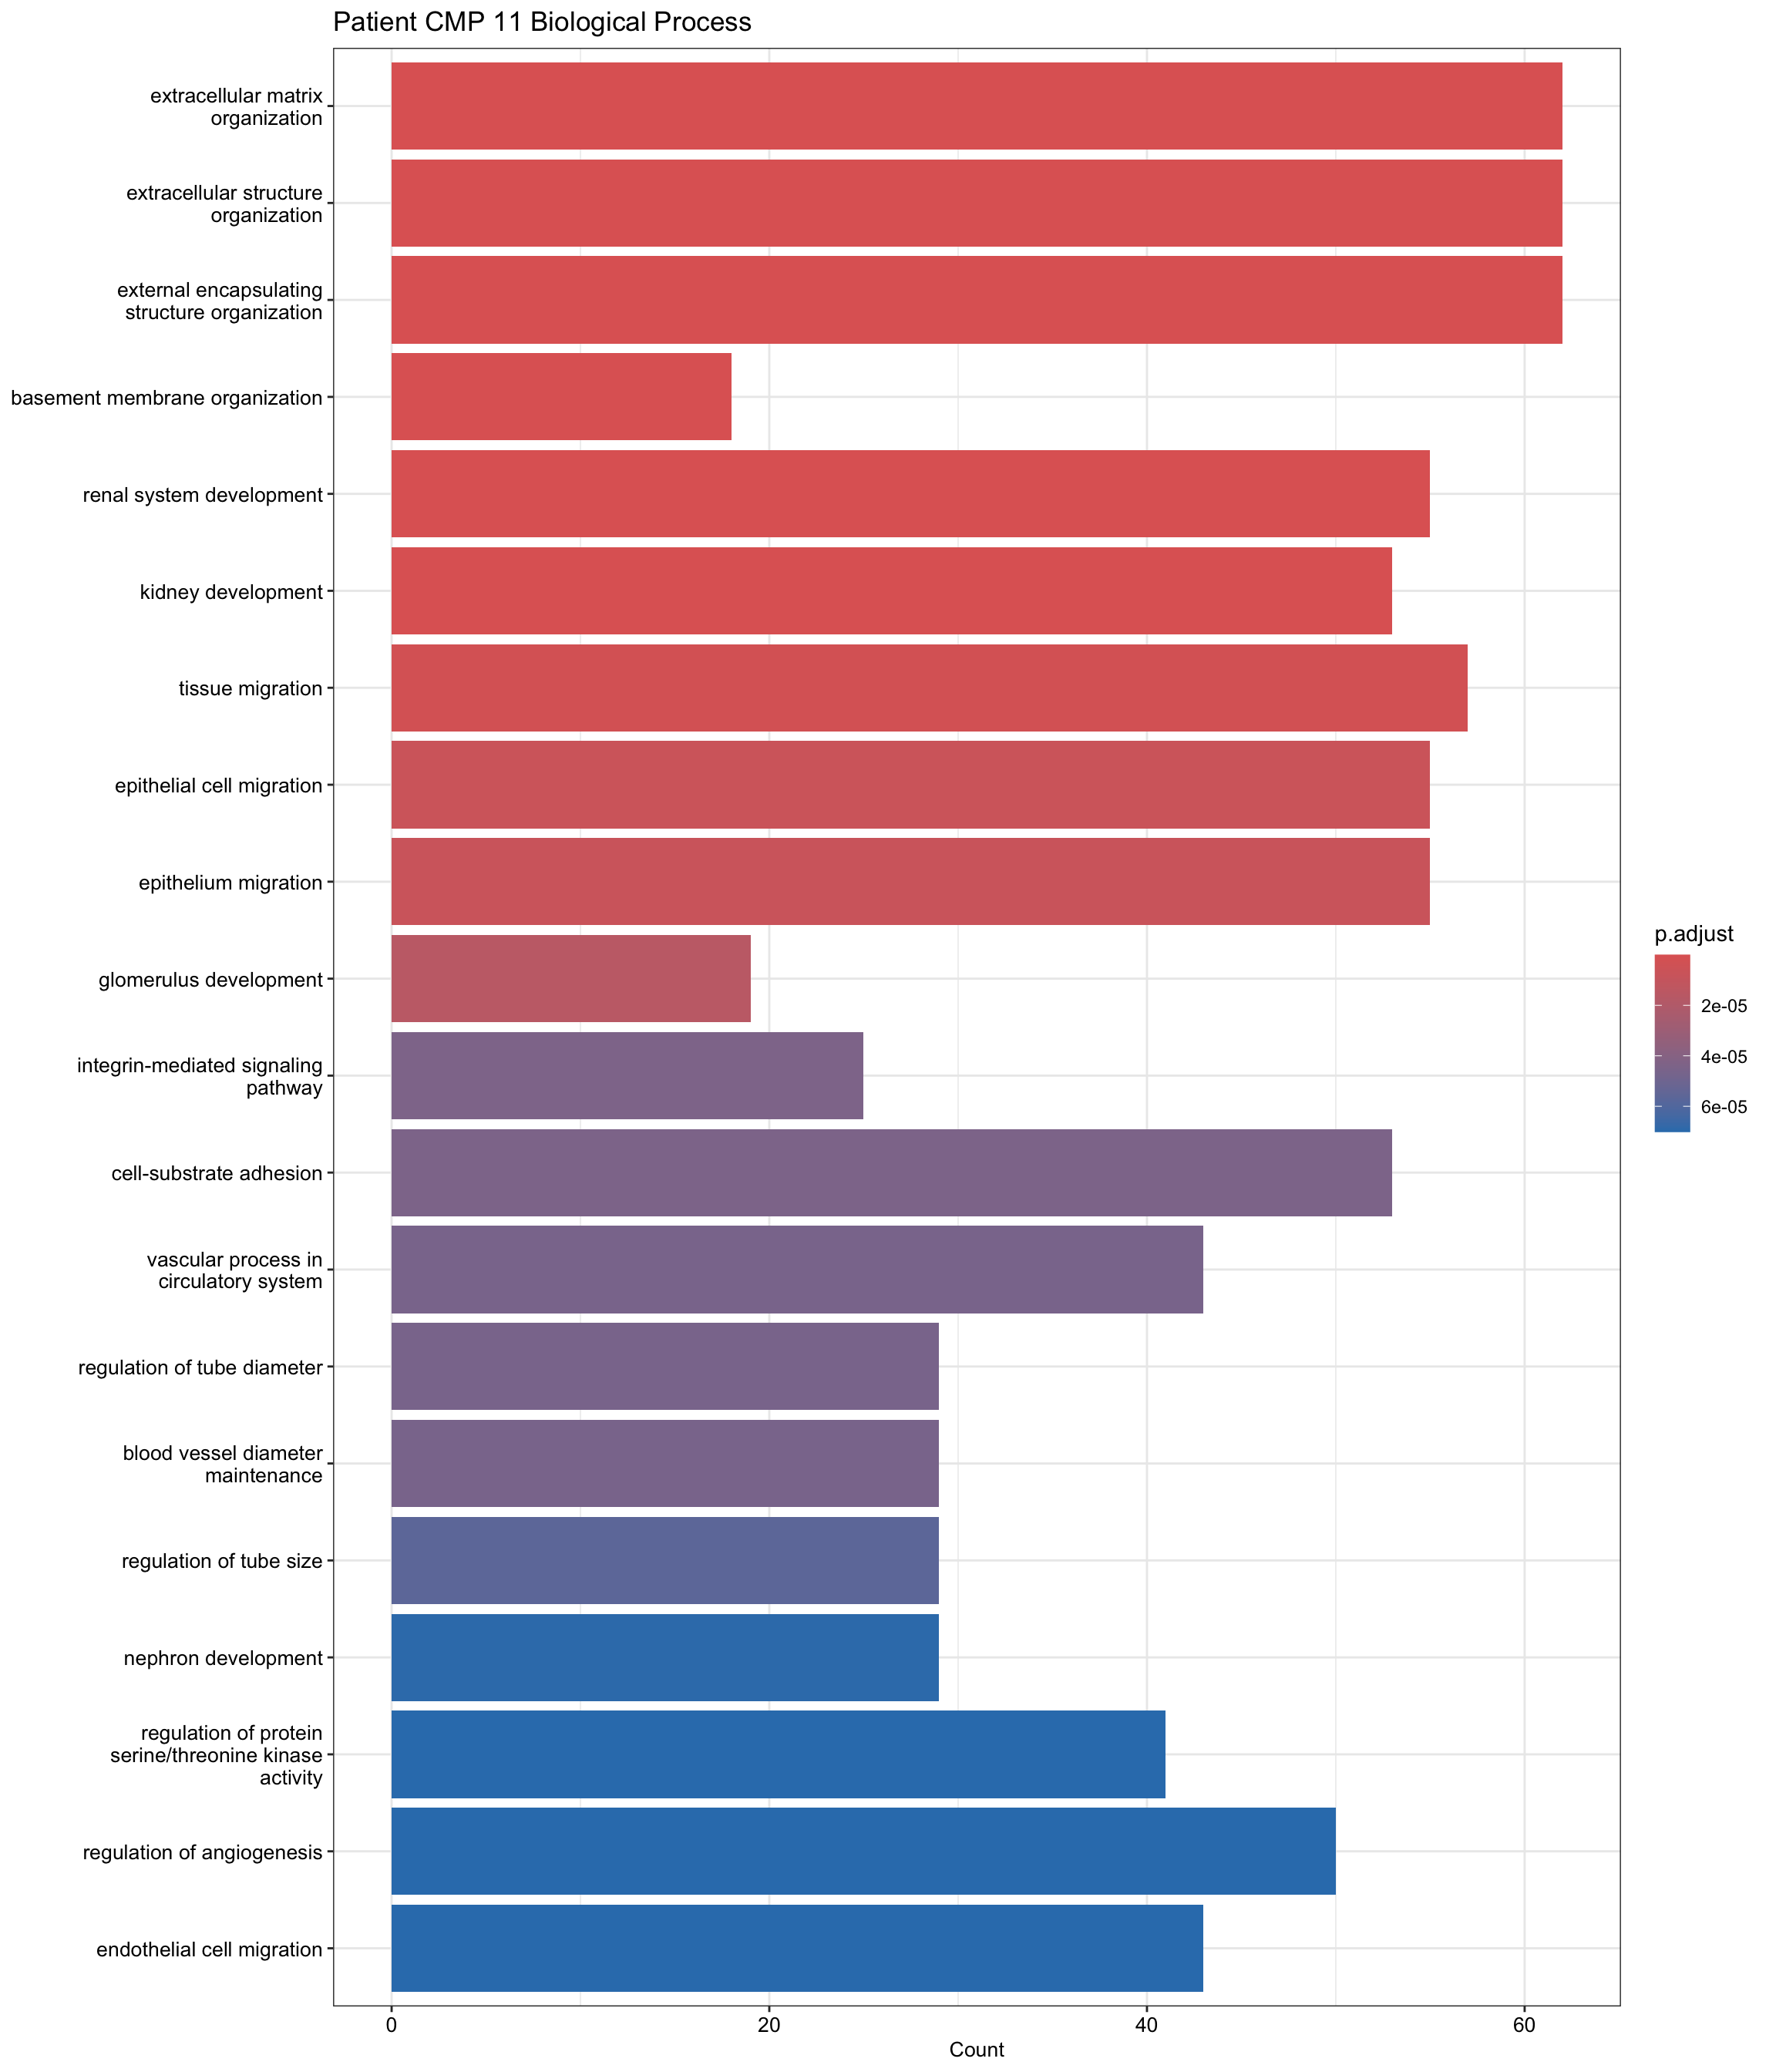 Patient CMP 11 Biological Process
extracellular matrix
organization
extracellular structure
organization
external encapsulating
structure organization
basement membrane organization
renal system development
kidney development
tissue migration
epithelial cell migration
epithelium migration
glomerulus development
integrin-mediated signaling
pathway
cell-substrate adhesion
vascular process in
circulatory system
regulation of tube diameter
blood vessel diameter
maintenance
regulation of tube size
nephron development
regulation of protein
serine/threonine kinase
activity
regulation of angiogenesis
endothelial cell migration
0 20 40 60
Count
p.adjust
2e-05
4e-05
6e-05